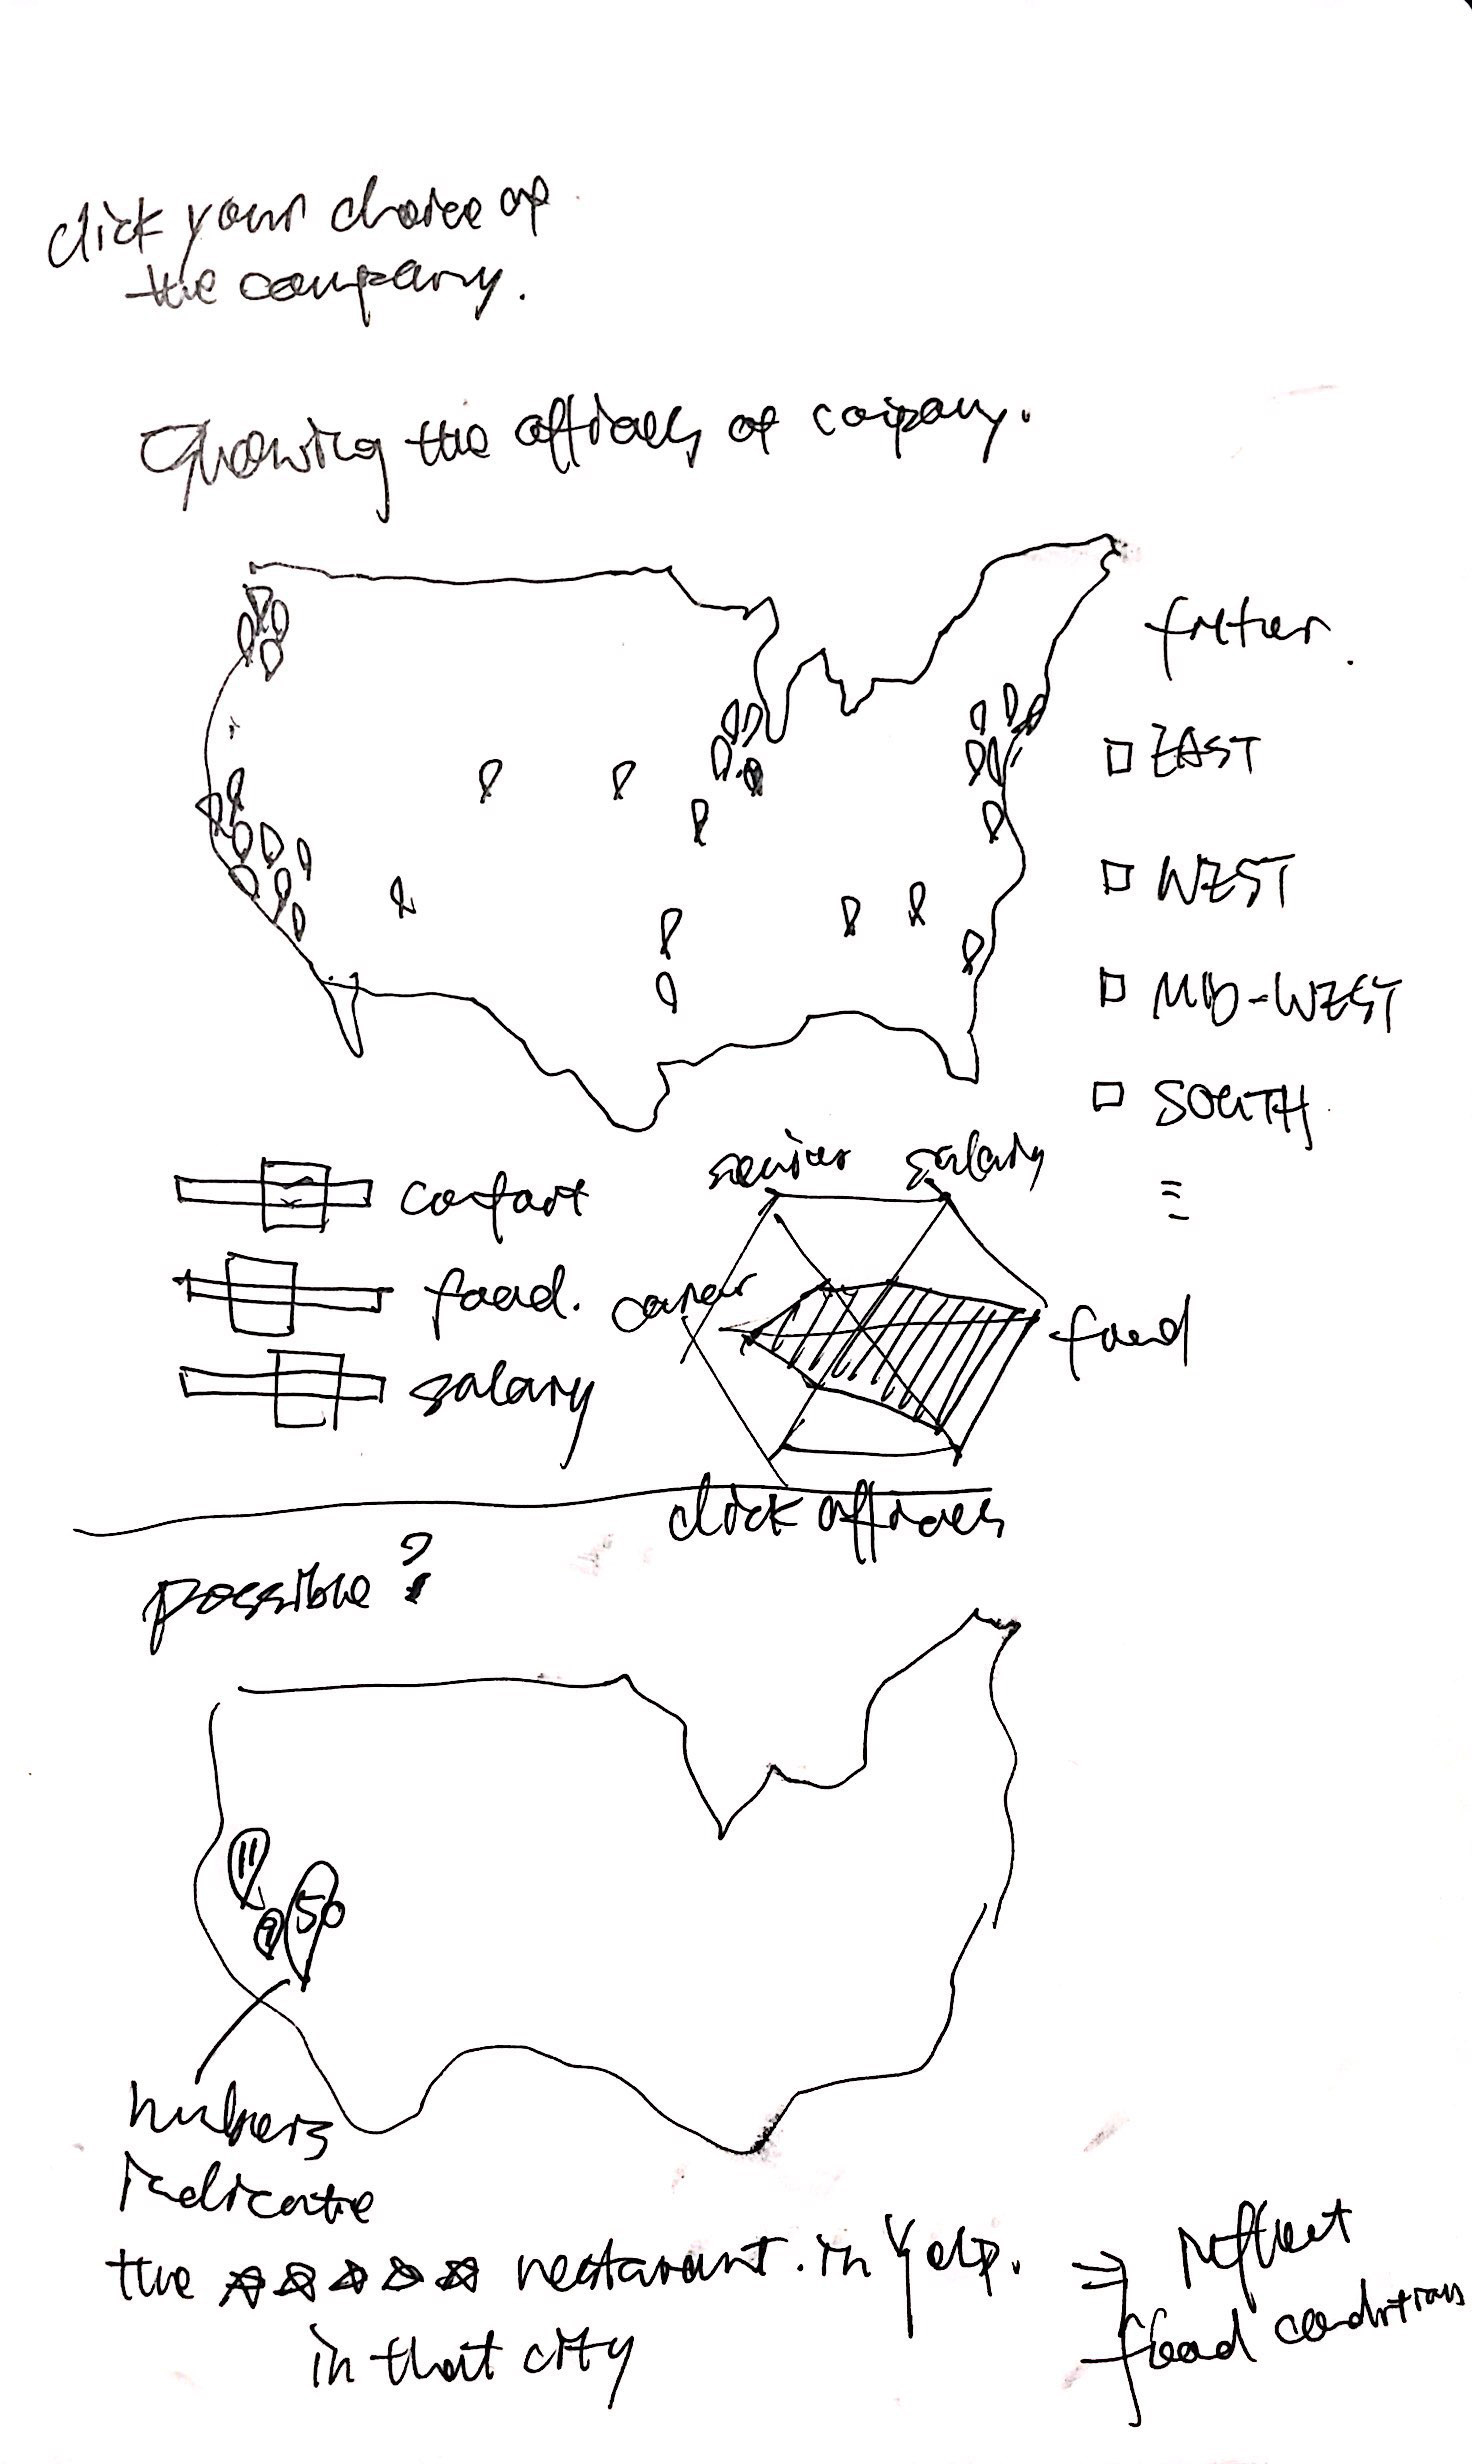 click your choice of
the company.
Showing the offices of company.
filter.
EAST
WEST
MID-WEST
SOUTH
comfort
food.
salary
senior
salary
career
food
click offices
possible?
11
9
50
numbers
indicate
the ☆☆☆☆☆ restaurant. in Yelp.
in that city
⇒ reflect
food conditions